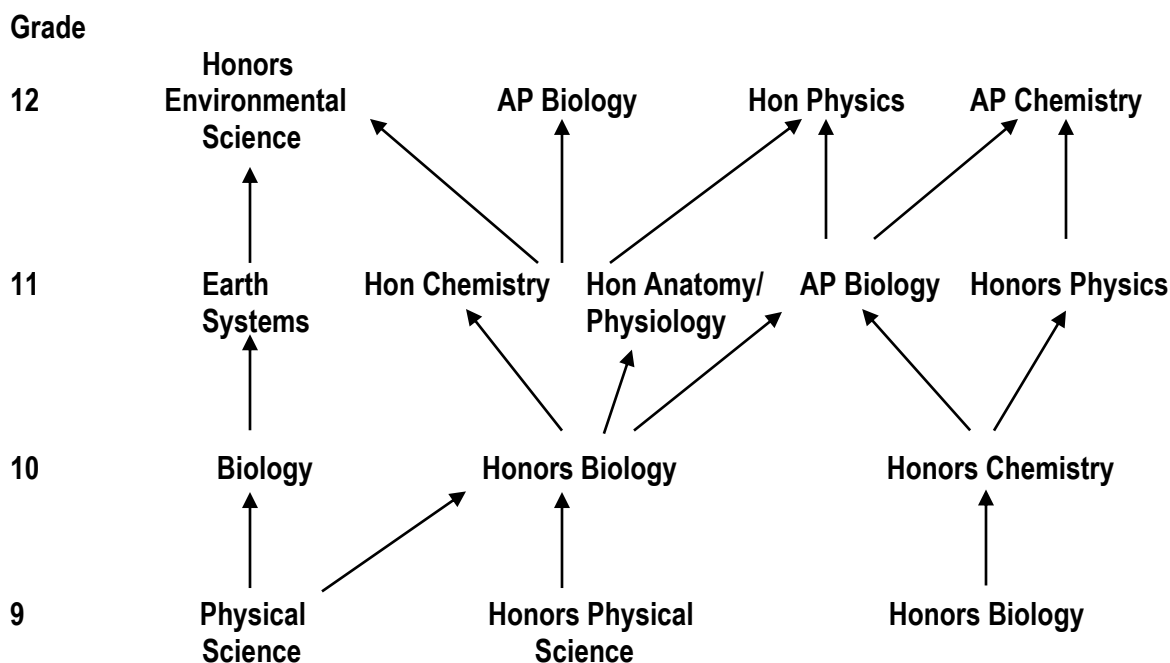 Grade
12
Honors
Environmental
Science
AP Biology
Hon Physics
AP Chemistry
11
Earth
Systems
Hon Chemistry
Hon Anatomy/
Physiology
AP Biology
Honors Physics
10
Biology
Honors Biology
Honors Chemistry
9
Physical
Science
Honors Physical
Science
Honors Biology